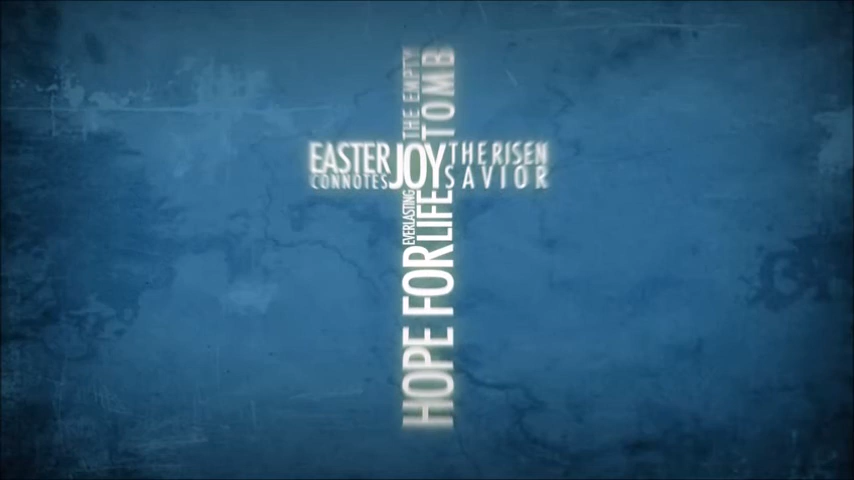 THE EMPTY
TOMB
EASTER
CONNOTES
JOY
THE RISEN
SAVIOR
HOPE FOR
EVERLASTING
LIFE